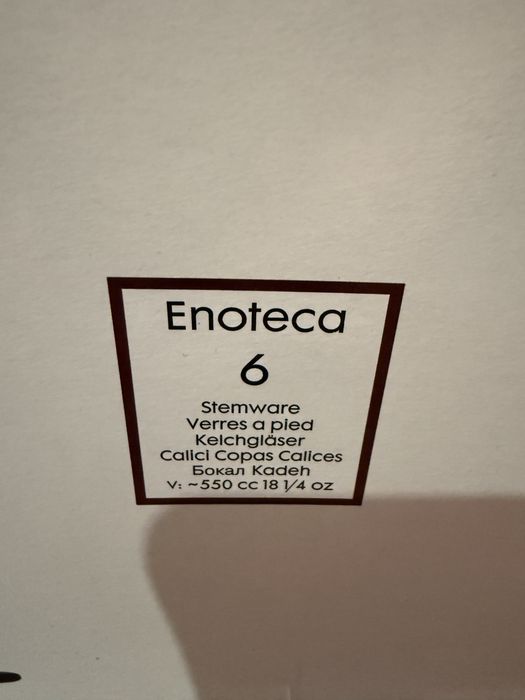 Enoteca
6
Stemware
Verres a pied
Kelchgläser
Calici Copas Calices
Бокал Kadeh
V: ~550 cc 18 1/4 oz